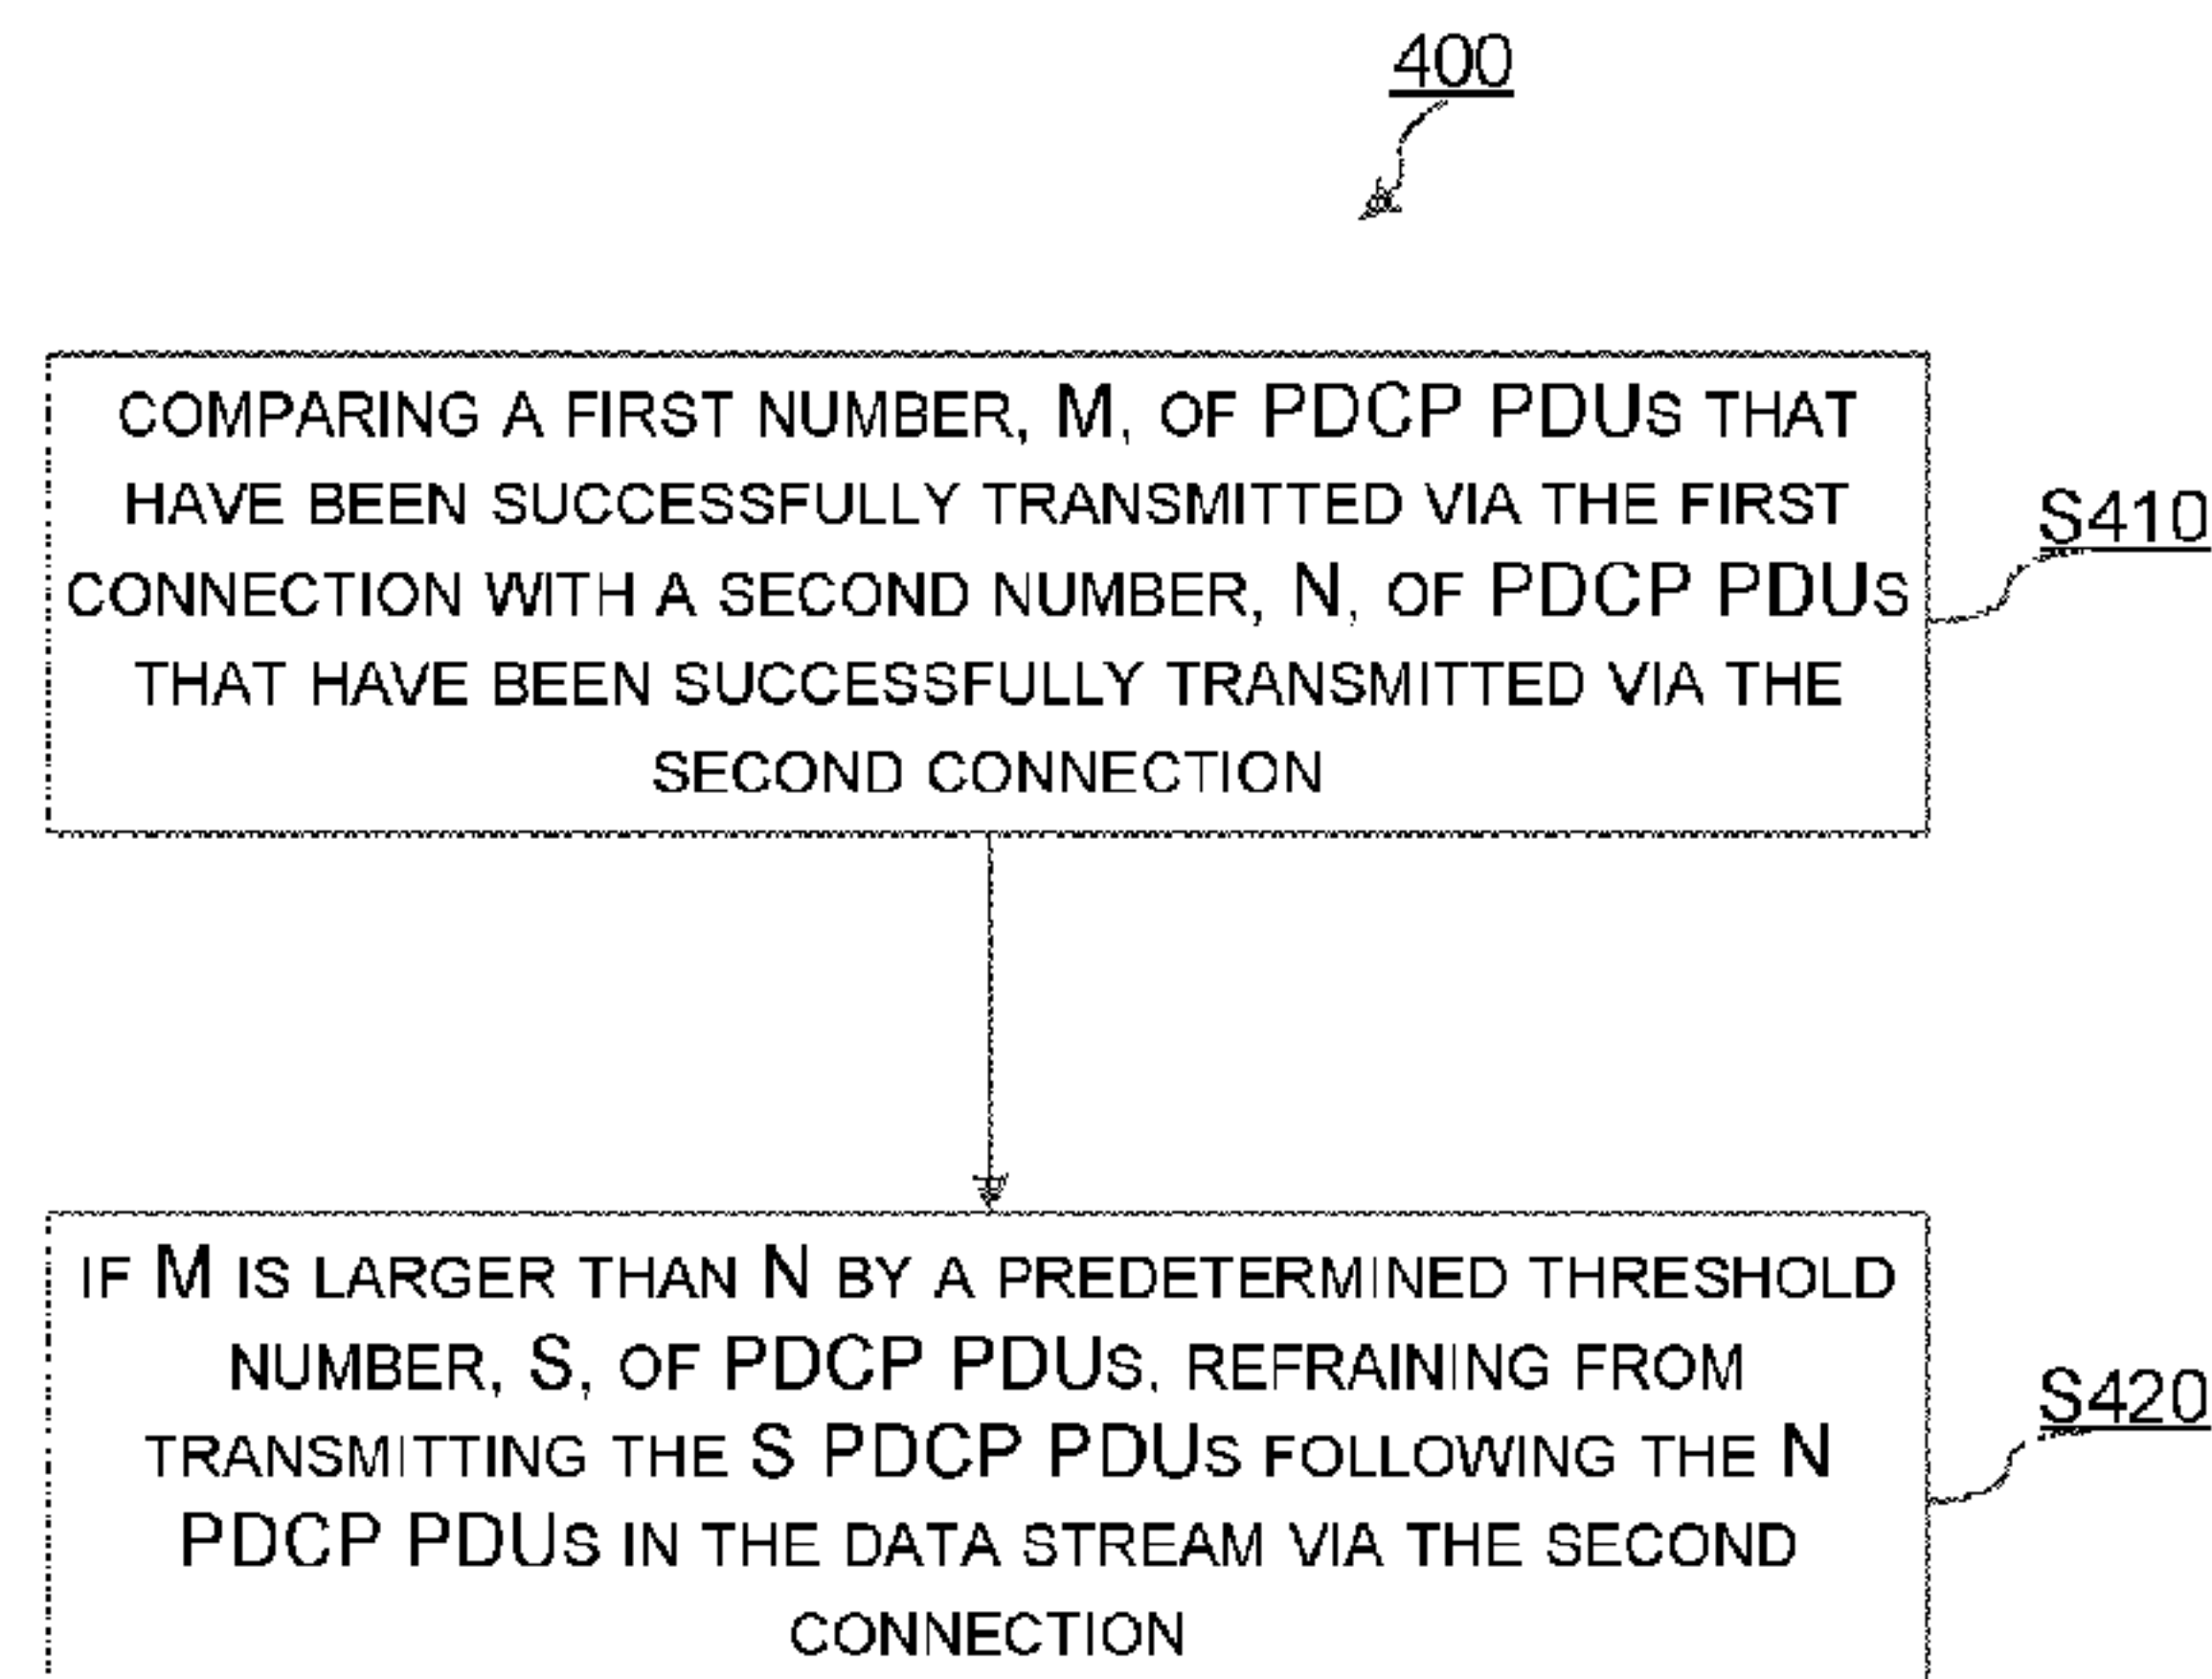 400
COMPARING A FIRST NUMBER, M, OF PDCP PDUS THAT
HAVE BEEN SUCCESSFULLY TRANSMITTED VIA THE FIRST
CONNECTION WITH A SECOND NUMBER, N, OF PDCP PDUS
THAT HAVE BEEN SUCCESSFULLY TRANSMITTED VIA THE
SECOND CONNECTION
S410
IF M IS LARGER THAN N BY A PREDETERMINED THRESHOLD
NUMBER, S, OF PDCP PDUS, REFRAINING FROM
TRANSMITTING THE S PDCP PDUS FOLLOWING THE N
PDCP PDUS IN THE DATA STREAM VIA THE SECOND
CONNECTION
S420